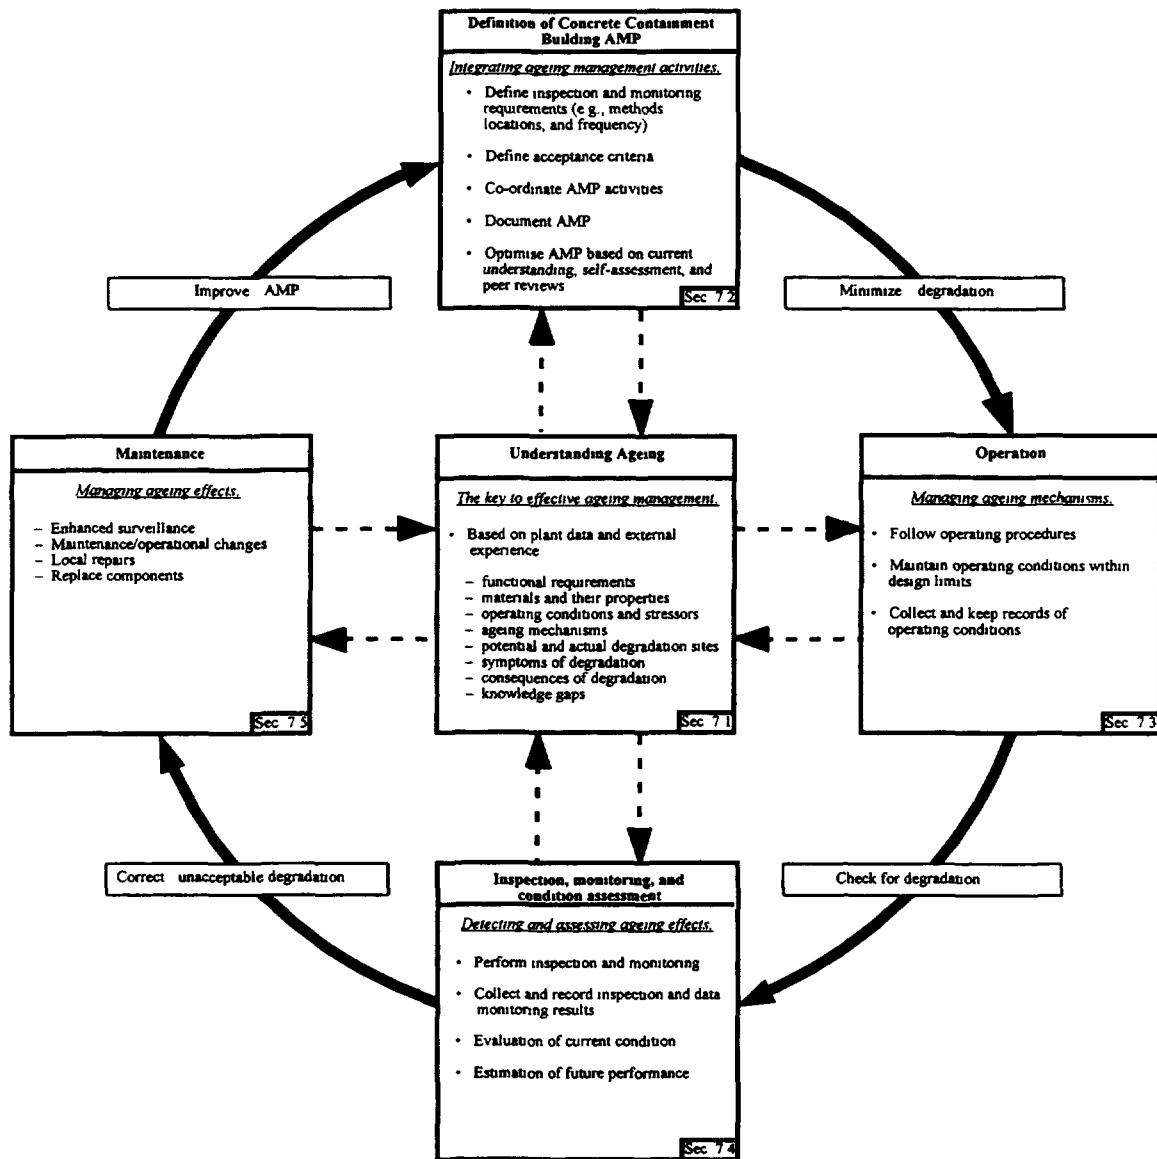 Definition of Concrete Containment
Building AMP
Integrating ageing management activities.
• Define inspection and monitoring
requirements (e g., methods
locations, and frequency)
• Define acceptance criteria
• Co-ordinate AMP activities
• Document AMP
• Optimise AMP based on current
understanding, self-assessment, and
peer reviews
Sec 7 2
Improve AMP
Minimize degradation
Maintenance
Managing ageing effects.
– Enhanced surveillance
– Maintenance/operational changes
– Local repairs
– Replace components
Sec 7 5
Understanding Ageing
The key to effective ageing management.
• Based on plant data and external
experience
– functional requirements
– materials and their properties
– operating conditions and stressors
– ageing mechanisms
– potential and actual degradation sites
– symptoms of degradation
– consequences of degradation
– knowledge gaps
Sec 7 1
Operation
Managing ageing mechanisms.
• Follow operating procedures
• Maintain operating conditions within
design limits
• Collect and keep records of
operating conditions
Sec 7 3
Correct unacceptable degradation
Check for degradation
Inspection, monitoring, and
condition assessment
Detecting and assessing ageing effects.
• Perform inspection and monitoring
• Collect and record inspection and data
monitoring results
• Evaluation of current condition
• Estimation of future performance
Sec 7 4